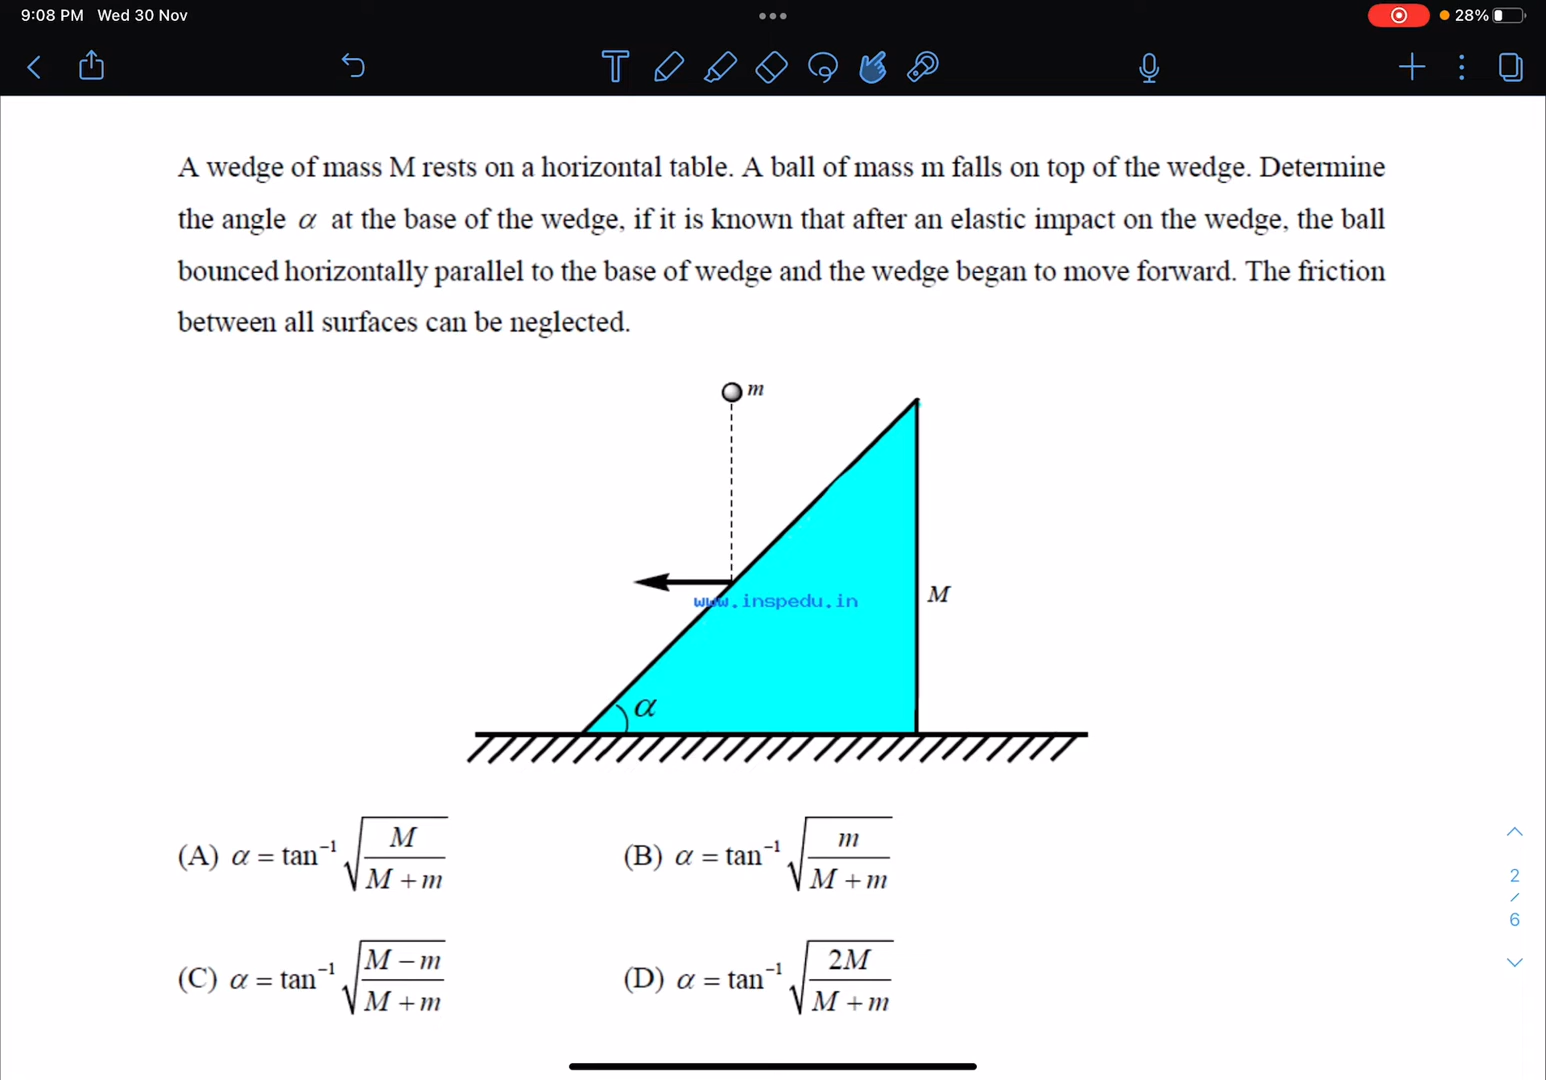 9:08 PM Wed 30 Nov
28%
A wedge of mass M rests on a horizontal table. A ball of mass m falls on top of the wedge. Determine
the angle α at the base of the wedge, if it is known that after an elastic impact on the wedge, the ball
bounced horizontally parallel to the base of wedge and the wedge began to move forward. The friction
between all surfaces can be neglected.
m
www.inspedu.in
M
α
(A) α = tan⁻¹ √(M / (M + m))
(B) α = tan⁻¹ √(m / (M + m))
(C) α = tan⁻¹ √((M − m) / (M + m))
(D) α = tan⁻¹ √(2M / (M + m))
2
/
6